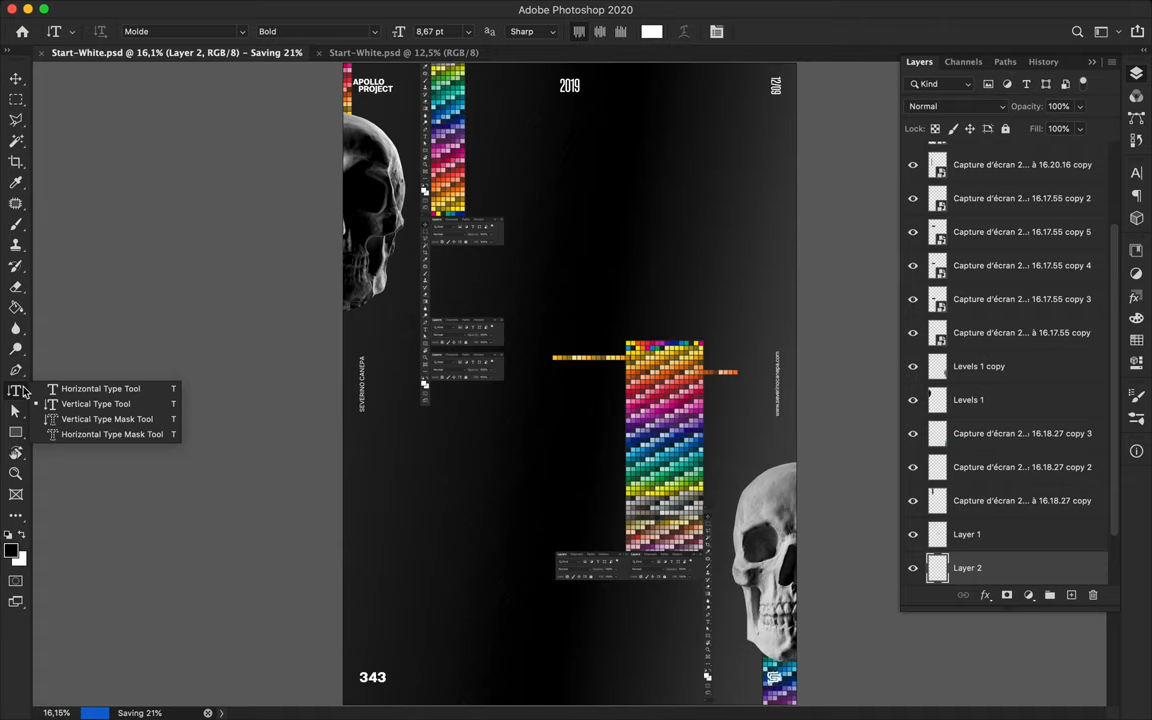 Adobe Photoshop 2020
Molde
Bold
8,67 pt
Sharp
Start-White.psd @ 16,1% (Layer 2, RGB/8) - Saving 21%
Start-White.psd @ 12,5% (RGB/8)
APOLLO
PROJECT
2019
SEVERINO CANEPA
www.severinocanepa.com
343
Horizontal Type Tool T
Vertical Type Tool T
Vertical Type Mask Tool T
Horizontal Type Mask Tool T
Layers Channels Paths History
Kind
Normal Opacity: 100%
Lock: Fill: 100%
Capture d'écran 2...à 16.20.16 copy
Capture d'écran 2...: 16.17.55 copy 2
Capture d'écran 2...: 16.17.55 copy 5
Capture d'écran 2...: 16.17.55 copy 4
Capture d'écran 2...: 16.17.55 copy 3
Capture d'écran 2...à 16.17.55 copy
Levels 1 copy
Levels 1
Capture d'écran 2...: 16.18.27 copy 3
Capture d'écran 2...: 16.18.27 copy 2
Capture d'écran 2...à 16.18.27 copy
Layer 1
Layer 2
16,15% Saving 21%